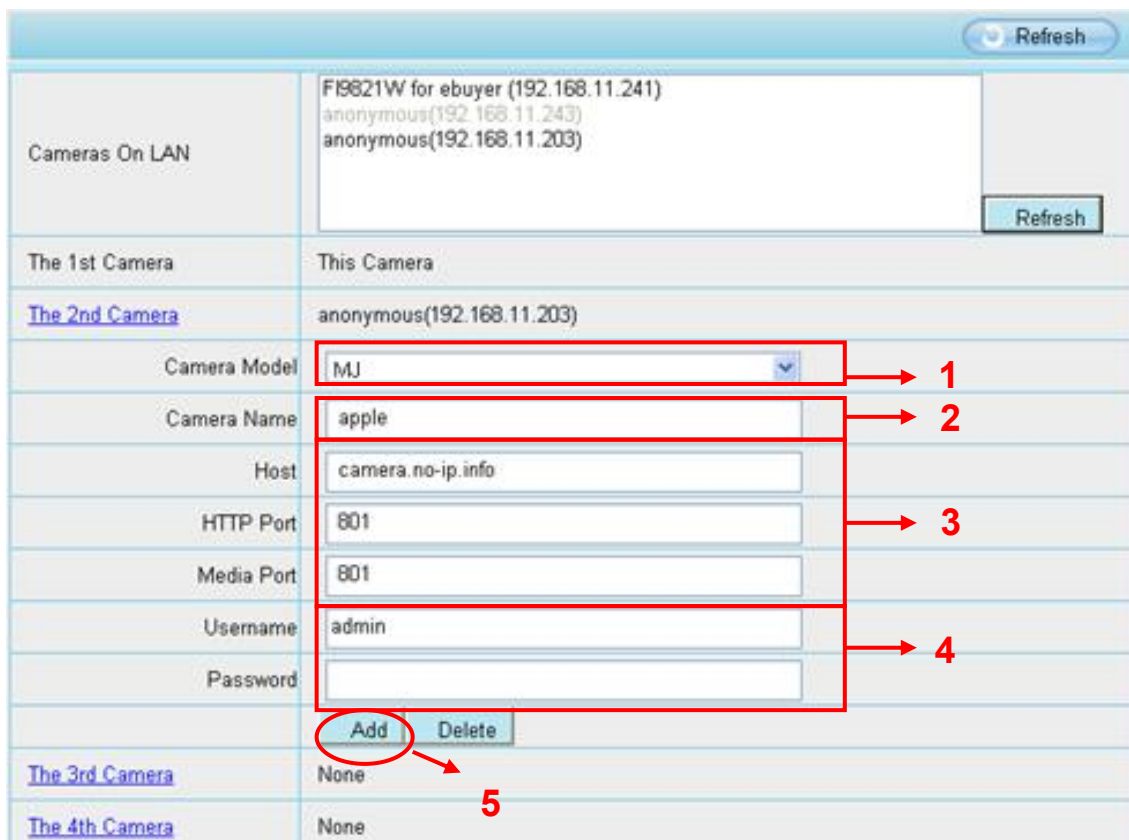 Refresh
Cameras On LAN
FI9821W for ebuyer (192.168.11.241)
anonymous(192.168.11.243)
anonymous(192.168.11.203)
Refresh
The 1st Camera This Camera
The 2nd Camera anonymous(192.168.11.203)
Camera Model MJ 1
Camera Name apple 2
Host camera.no-ip.info
HTTP Port 801 3
Media Port 801
Username admin
4
Password
Add Delete
The 3rd Camera None
5
The 4th Camera None